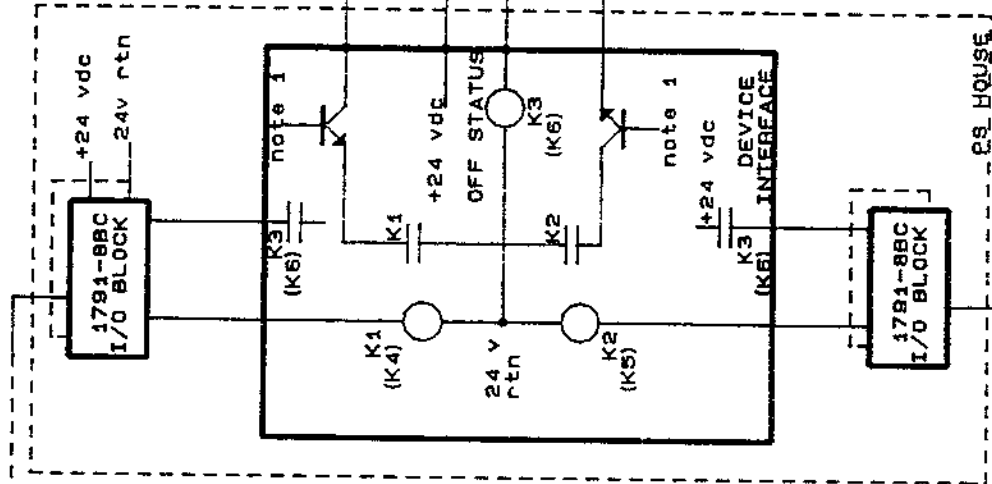 +24 vdc
24v rtn
1791-8BC
I/O BLOCK
note 1
K3
(K6)
K1
K1
(K4)
+24 vdc
OFF STATUS
K3
(K6)
24 v
rtn
K2
K2
(K5)
note 1
+24 vdc
K3
(K6)
DEVICE
INTERFACE
1791-8BC
I/O BLOCK
PS HOUSE